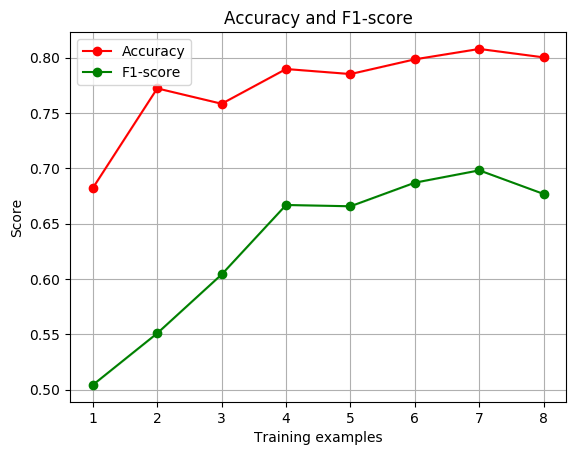 Accuracy and F1-score
Accuracy
F1-score
0.80
0.75
0.70
0.65
0.60
0.55
0.50
Score
1 2 3 4 5 6 7 8
Training examples